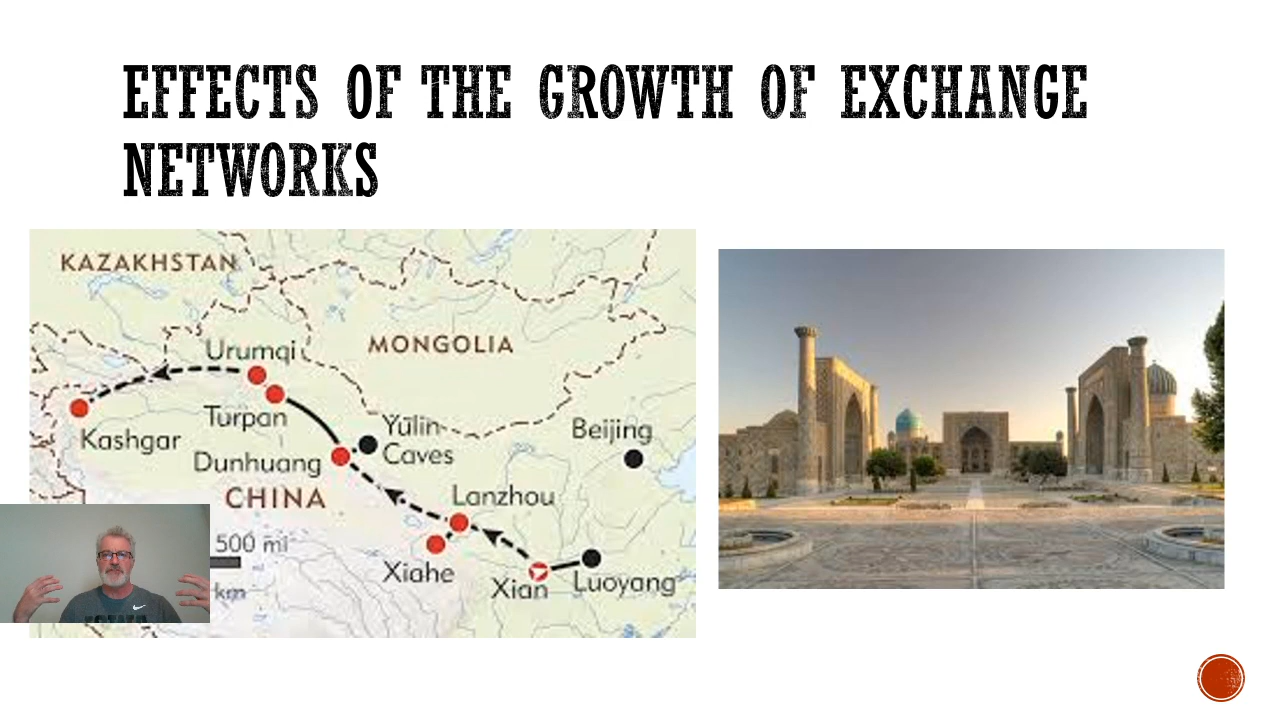 EFFECTS OF THE GROWTH OF EXCHANGE
NETWORKS
KAZAKHSTAN
MONGOLIA
Urumqi
Turpan
Kashgar
Yulin
Caves
Beijing
Dunhuang
CHINA
Lanzhou
500 mi
Xiahe
Xian
Luoyang
km